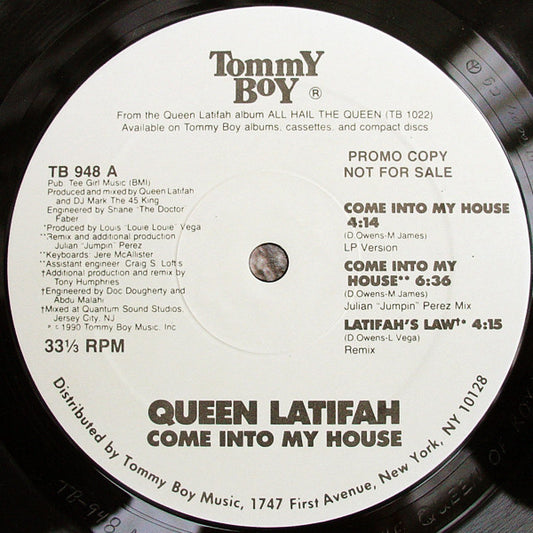 Tommy
Boy ®
From the Queen Latifah album ALL HAIL THE QUEEN (TB 1022)
Available on Tommy Boy albums, cassettes, and compact discs
TB 948 A
Pub. Tee Girl Music (BMI)
Produced and mixed by Queen Latifah
and DJ Mark The 45 King
Engineered by Shane "The Doctor"
Faber
*Produced by Louis "Louie Louie" Vega
**Remix and additional production
Julian "Jumpin" Perez
**Keyboards: Jere McAllister
**Assistant engineer: Craig S. Loftis
†Additional production and remix by
Tony Humphries
†Engineered by Doc Dougherty and
Abdu Malahi
†Mixed at Quantum Sound Studios,
Jersey City, NJ
℗ © 1990 Tommy Boy Music, Inc
33⅓ RPM
PROMO COPY
NOT FOR SALE
COME INTO MY HOUSE
4:14
(D.Owens-M James)
LP Version
COME INTO MY
HOUSE** 6:36
(D.Owens-M James)
Julian "Jumpin" Perez Mix
LATIFAH'S LAW†* 4:15
(D.Owens-L Vega)
Remix
QUEEN LATIFAH
COME INTO MY HOUSE
Distributed by Tommy Boy Music, 1747 First Avenue, New York, NY 10128
TB-948